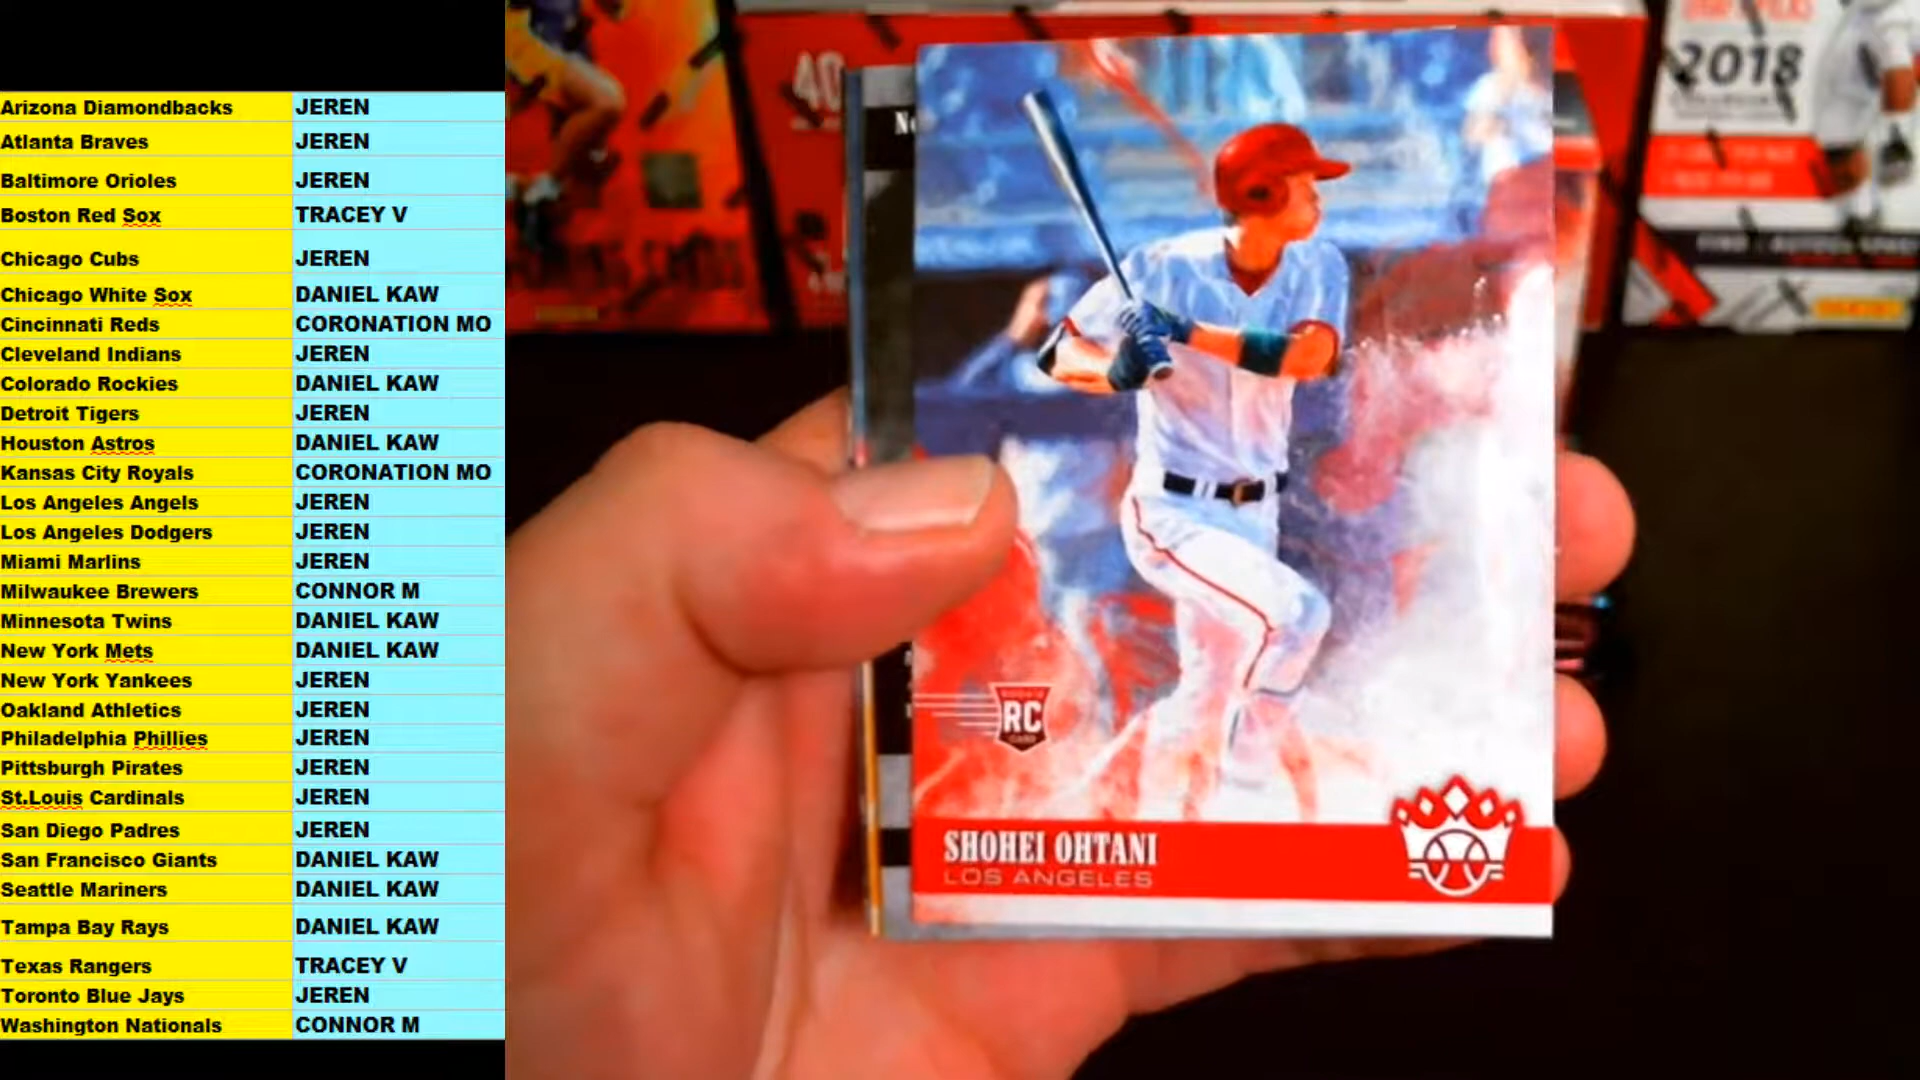 Arizona Diamondbacks JEREN
Atlanta Braves JEREN
Baltimore Orioles JEREN
Boston Red Sox TRACEY V
Chicago Cubs JEREN
Chicago White Sox DANIEL KAW
Cincinnati Reds CORONATION MO
Cleveland Indians JEREN
Colorado Rockies DANIEL KAW
Detroit Tigers JEREN
Houston Astros DANIEL KAW
Kansas City Royals CORONATION MO
Los Angeles Angels JEREN
Los Angeles Dodgers JEREN
Miami Marlins JEREN
Milwaukee Brewers CONNOR M
Minnesota Twins DANIEL KAW
New York Mets DANIEL KAW
New York Yankees JEREN
Oakland Athletics JEREN
Philadelphia Phillies JEREN
Pittsburgh Pirates JEREN
St.Louis Cardinals JEREN
San Diego Padres JEREN
San Francisco Giants DANIEL KAW
Seattle Mariners DANIEL KAW
Tampa Bay Rays DANIEL KAW
Texas Rangers TRACEY V
Toronto Blue Jays JEREN
Washington Nationals CONNOR M
40
2018
RC
SHOHEI OHTANI
LOS ANGELES